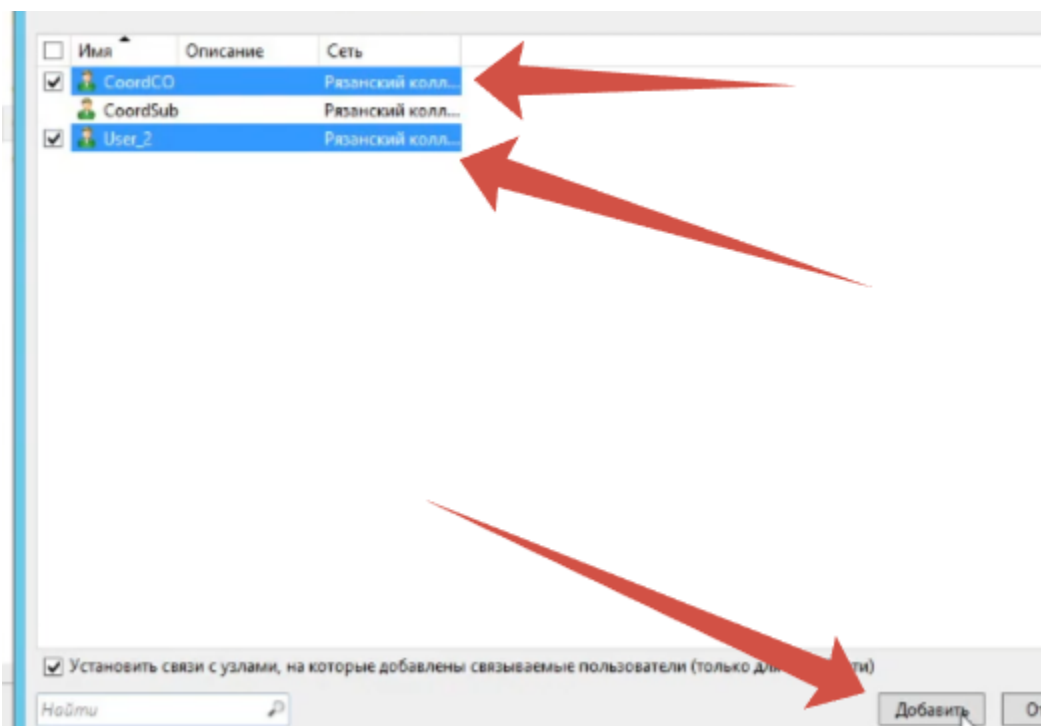 Имя Описание Сеть
CoordCO Рязанский колл...
CoordSub Рязанский колл...
User_2 Рязанский колл...
Установить связи с узлами, на которые добавлены связываемые пользователи (только для
Найти Добавить